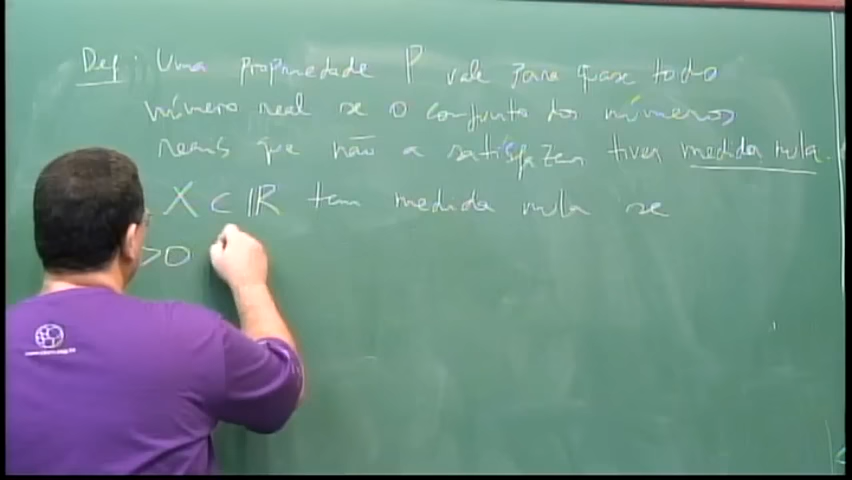 Def: Uma propriedade P vale para quase todo
número real se o conjunto dos números
reais que não a satisfazem tiver medida nula.
X ⊂ ℝ tem medida nula se
>0